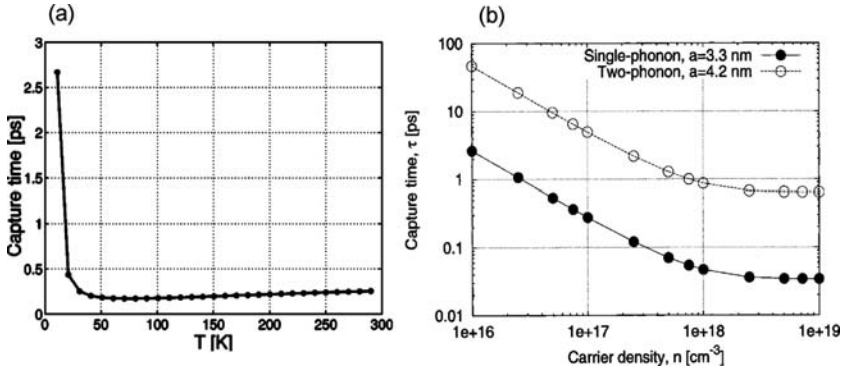 (a)
3
2.5
2
1.5
1
0.5
0
0 50 100 150 200 250 300
Capture time [ps]
T [K]
(b)
100
10
1
0.1
0.01
1e+16 1e+17 1e+18 1e+19
Capture time, τ [ps]
Carrier density, n [cm⁻³]
Single-phonon, a=3.3 nm
Two-phonon, a=4.2 nm